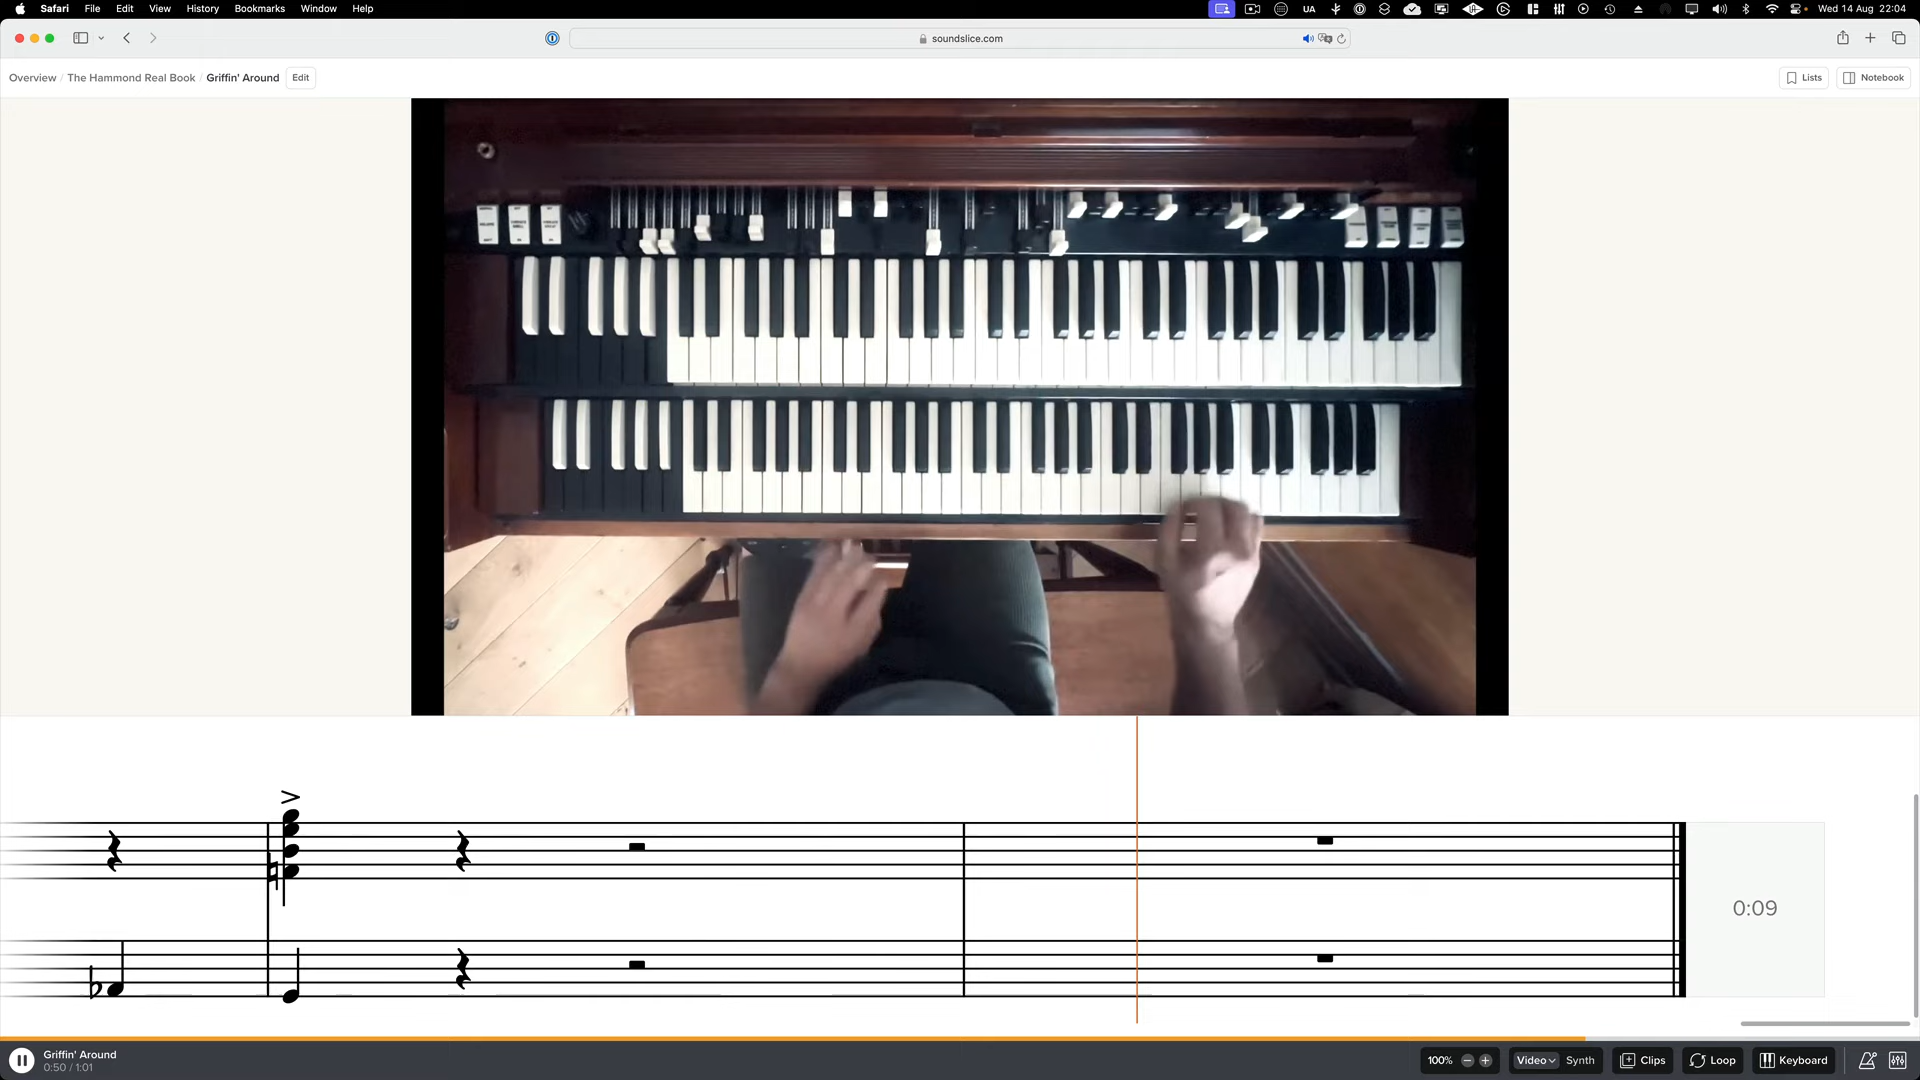 Safari File Edit View History Bookmarks Window Help UA Wed 14 Aug 22:04
soundslice.com
Overview / The Hammond Real Book / Griffin' Around Edit Lists Notebook
0:09
Griffin' Around
0:50 / 1:01
100% Video Synth Clips Loop Keyboard